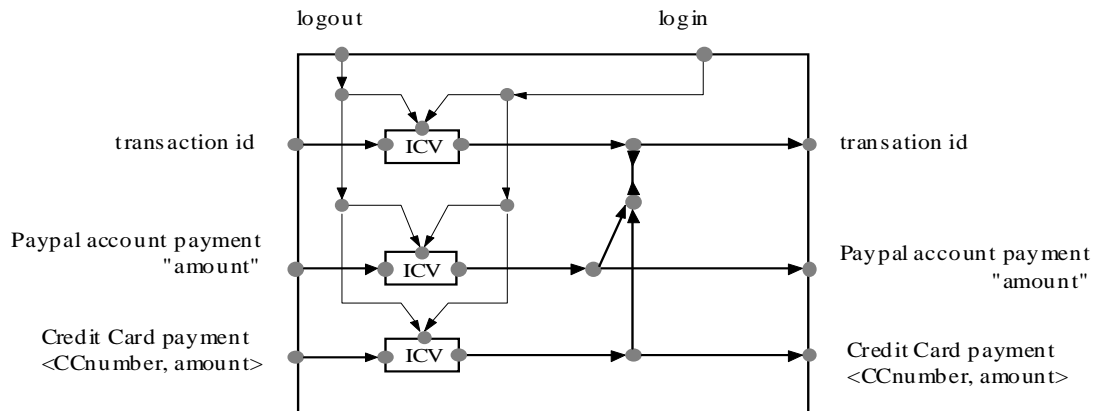 logout
login
transaction id
ICV
transation id
Paypal account payment
"amount"
ICV
Paypal account payment
"amount"
Credit Card payment
<CCnumber, amount>
ICV
Credit Card payment
<CCnumber, amount>